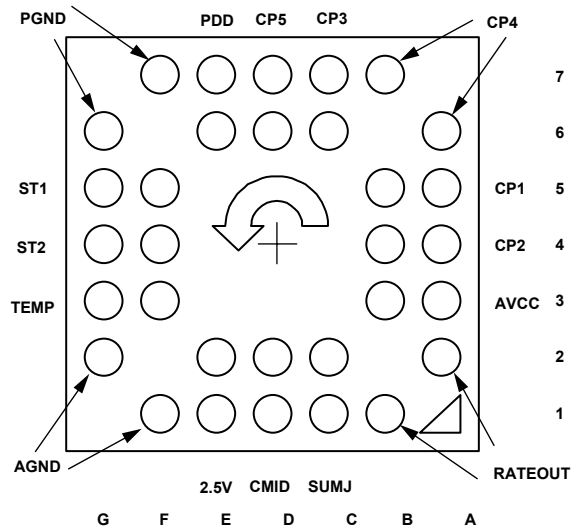 PGND PDD CP5 CP3 CP4
7
6
ST1 CP1 5
ST2 CP2 4
TEMP AVCC 3
2
1
AGND RATEOUT
2.5V CMID SUMJ
G F E D C B A